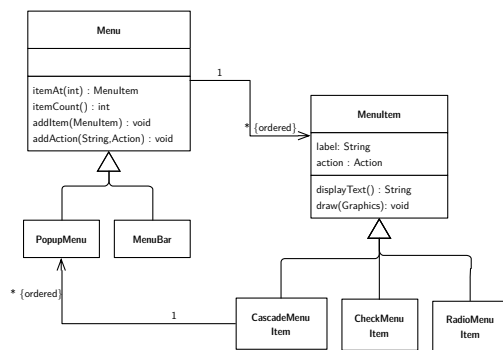 Menu
itemAt(int) : MenuItem
itemCount() : int
addItem(MenuItem) : void
addAction(String,Action) : void
1
* {ordered}
MenuItem
label: String
action : Action
displayText() : String
draw(Graphics): void
PopupMenu
MenuBar
* {ordered}
1
CascadeMenu
Item
CheckMenu
Item
RadioMenu
Item